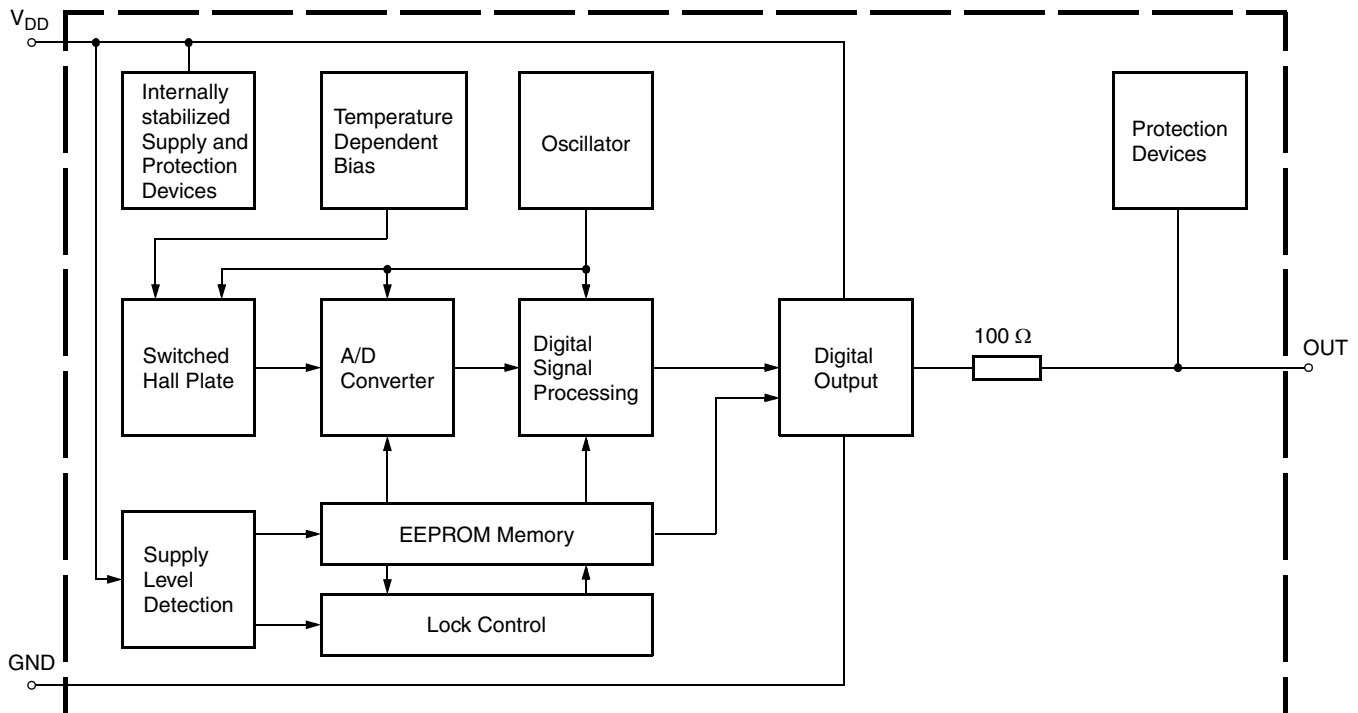 VDD
Internally
stabilized
Supply and
Protection
Devices
Temperature
Dependent
Bias
Oscillator
Protection
Devices
Switched
Hall Plate
A/D
Converter
Digital
Signal
Processing
Digital
Output
100 Ω
OUT
EEPROM Memory
Supply
Level
Detection
Lock Control
GND